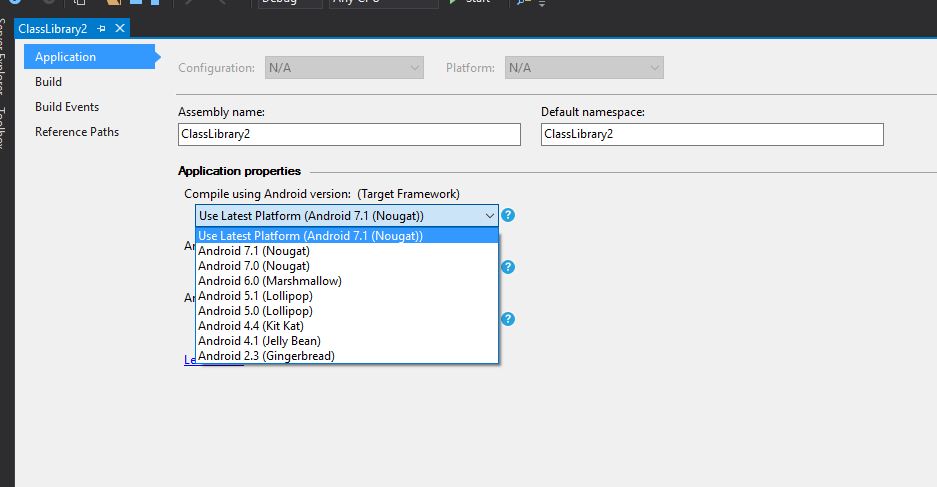 Debug
Any CPU
Start
Server Explorer
Toolbox
ClassLibrary2
Application
Build
Build Events
Reference Paths
Configuration:
N/A
Platform:
N/A
Assembly name:
Default namespace:
ClassLibrary2
ClassLibrary2
Application properties
Compile using Android version: (Target Framework)
Use Latest Platform (Android 7.1 (Nougat))
?
Use Latest Platform (Android 7.1 (Nougat))
Android 7.1 (Nougat)
Android 7.0 (Nougat)
?
Android 6.0 (Marshmallow)
Android 5.1 (Lollipop)
Android 5.0 (Lollipop)
?
Android 4.4 (Kit Kat)
Android 4.1 (Jelly Bean)
Android 2.3 (Gingerbread)